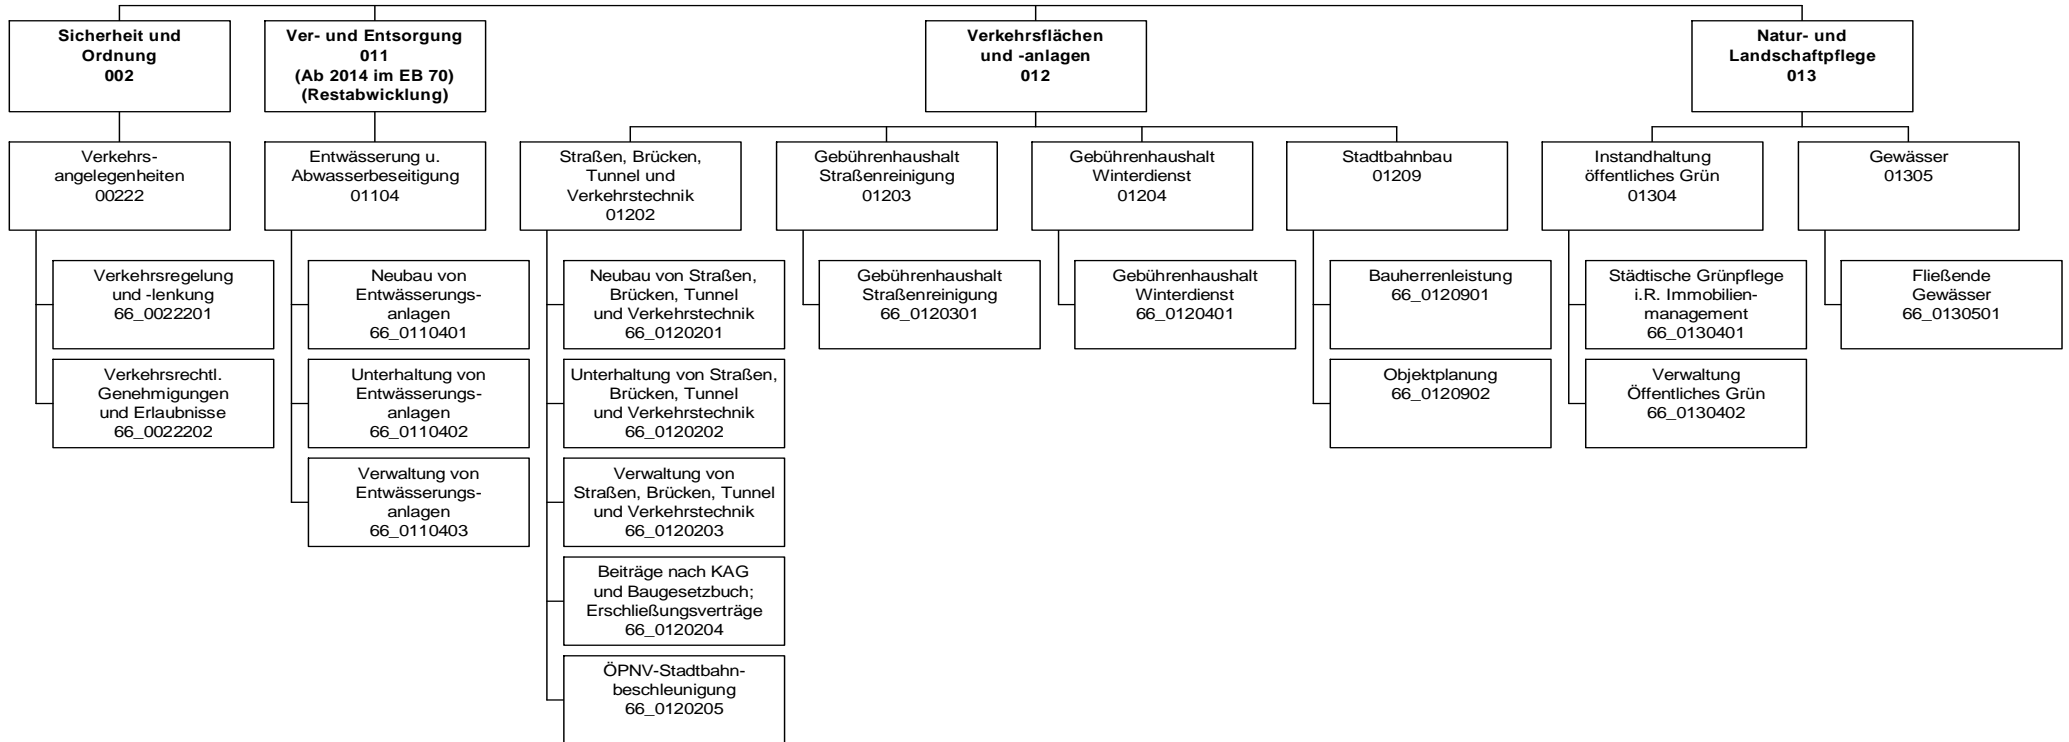 Sicherheit und
Ordnung
002
Ver- und Entsorgung
011
(Ab 2014 im EB 70)
(Restabwicklung)
Verkehrsflächen
und -anlagen
012
Natur- und
Landschaftpflege
013
Verkehrs-
angelegenheiten
00222
Entwässerung u.
Abwasserbeseitigung
01104
Straßen, Brücken,
Tunnel und
Verkehrstechnik
01202
Gebührenhaushalt
Straßenreinigung
01203
Gebührenhaushalt
Winterdienst
01204
Stadtbahnbau
01209
Instandhaltung
öffentliches Grün
01304
Gewässer
01305
Verkehrsregelung
und -lenkung
66_0022201
Verkehrsrechtl.
Genehmigungen
und Erlaubnisse
66_0022202
Neubau von
Entwässerungs-
anlagen
66_0110401
Unterhaltung von
Entwässerungs-
anlagen
66_0110402
Verwaltung von
Entwässerungs-
anlagen
66_0110403
Neubau von Straßen,
Brücken, Tunnel
und Verkehrstechnik
66_0120201
Unterhaltung von Straßen,
Brücken, Tunnel
und Verkehrstechnik
66_0120202
Verwaltung von
Straßen, Brücken, Tunnel
und Verkehrstechnik
66_0120203
Beiträge nach KAG
und Baugesetzbuch;
Erschließungsverträge
66_0120204
ÖPNV-Stadtbahn-
beschleunigung
66_0120205
Gebührenhaushalt
Straßenreinigung
66_0120301
Gebührenhaushalt
Winterdienst
66_0120401
Bauherrenleistung
66_0120901
Objektplanung
66_0120902
Städtische Grünpflege
i.R. Immobilien-
management
66_0130401
Verwaltung
Öffentliches Grün
66_0130402
Fließende
Gewässer
66_0130501